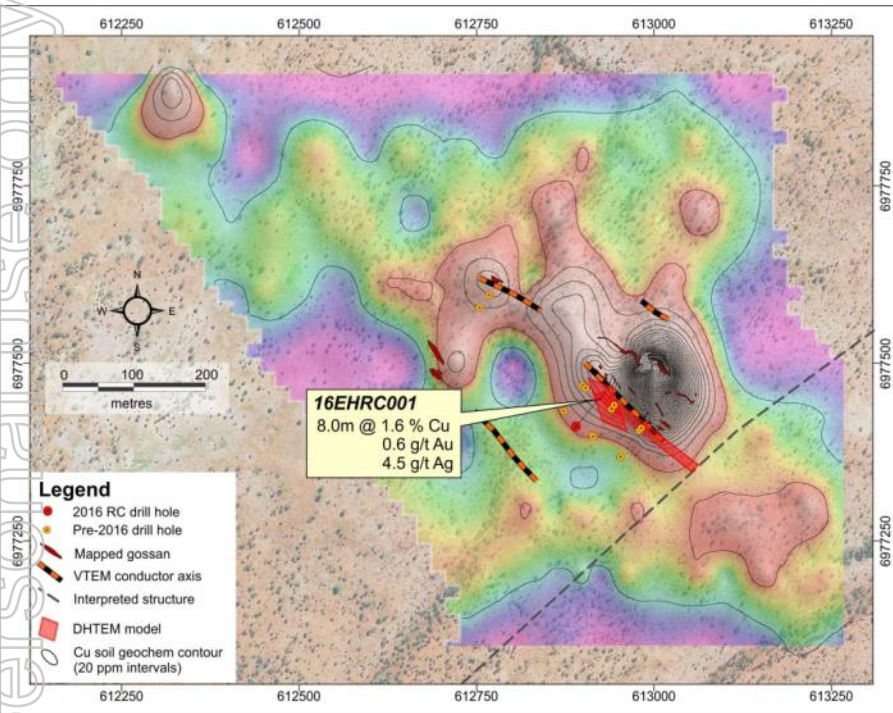 612250 612500 612750 613000 613250
6977750
6977750
N
W E
S
6977500
6977500
0 100 200
metres
16EHRC001
8.0m @ 1.6 % Cu
0.6 g/t Au
4.5 g/t Ag
Legend
2016 RC drill hole
Pre-2016 drill hole
Mapped gossan
VTEM conductor axis
Interpreted structure
DHTEM model
Cu soil geochem contour
(20 ppm intervals)
6977250
6977250
612250 612500 612750 613000 613250
ersonal use only